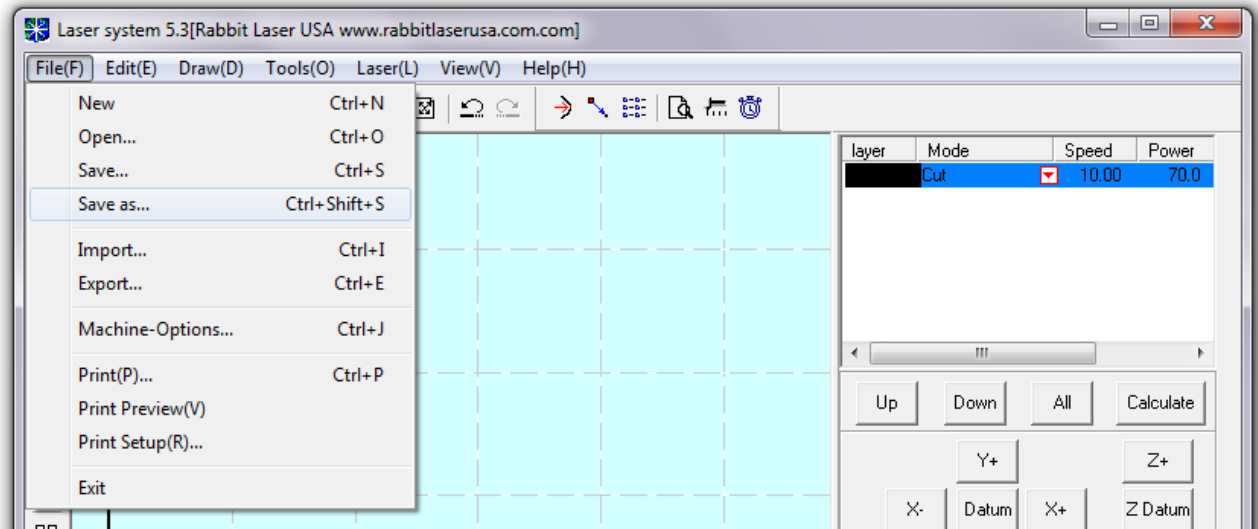 Laser system 5.3[Rabbit Laser USA www.rabbitlaserusa.com.com]
File(F) Edit(E) Draw(D) Tools(O) Laser(L) View(V) Help(H)
New Ctrl+N
Open... Ctrl+O
Save... Ctrl+S
Save as... Ctrl+Shift+S
Import... Ctrl+I
Export... Ctrl+E
Machine-Options... Ctrl+J
Print(P)... Ctrl+P
Print Preview(V)
Print Setup(R)...
Exit
layer Mode Speed Power
Cut 10.00 70.0
Up Down All Calculate
Y+ Z+
X- Datum X+ Z Datum